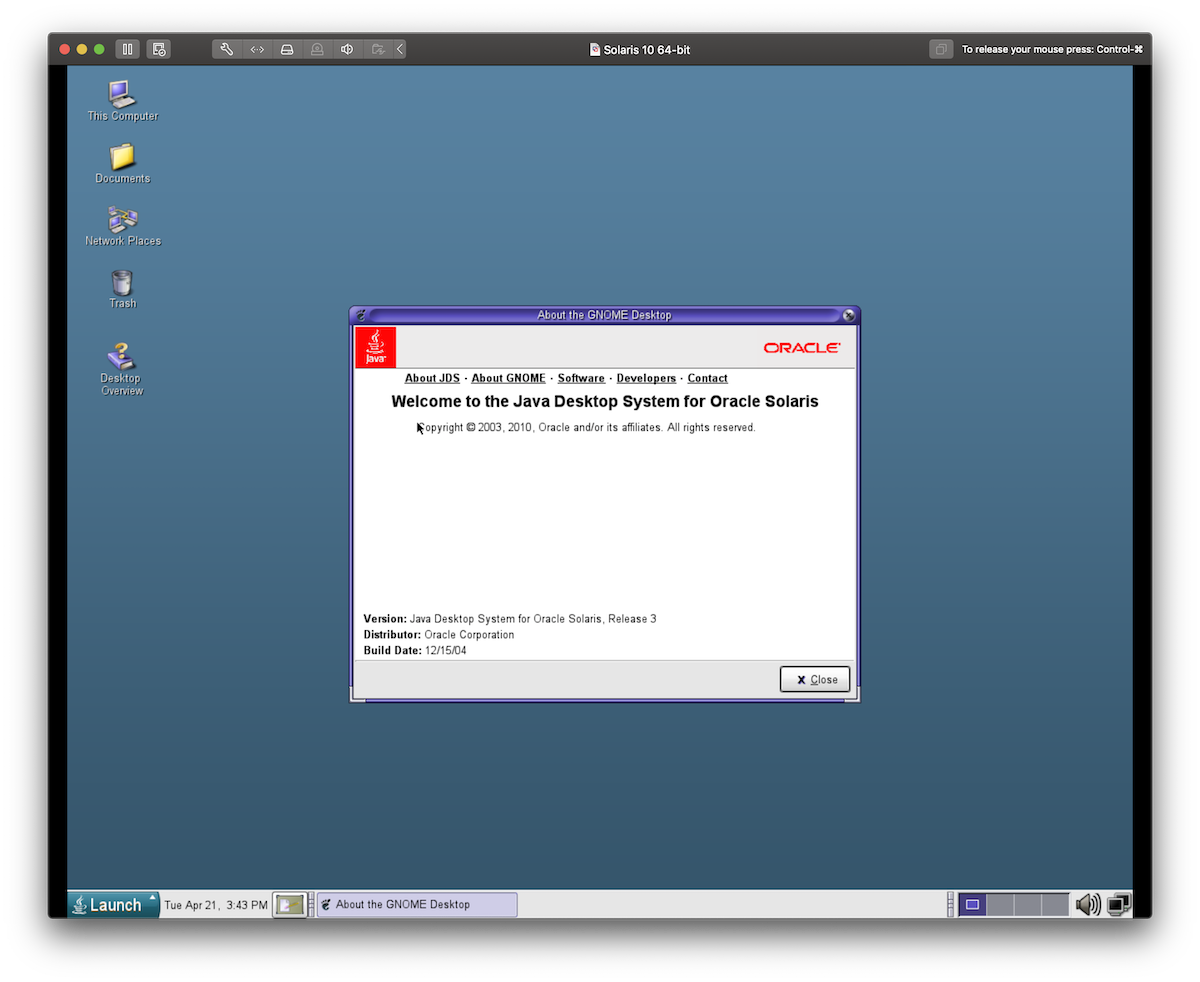 Solaris 10 64-bit
To release your mouse press: Control-⌘
This Computer
Documents
Network Places
Trash
Desktop
Overview
About the GNOME Desktop
Java
ORACLE
About JDS · About GNOME · Software · Developers · Contact
Welcome to the Java Desktop System for Oracle Solaris
Copyright © 2003, 2010, Oracle and/or its affiliates. All rights reserved.
Version: Java Desktop System for Oracle Solaris, Release 3
Distributor: Oracle Corporation
Build Date: 12/15/04
Close
Launch Tue Apr 21, 3:43 PM About the GNOME Desktop